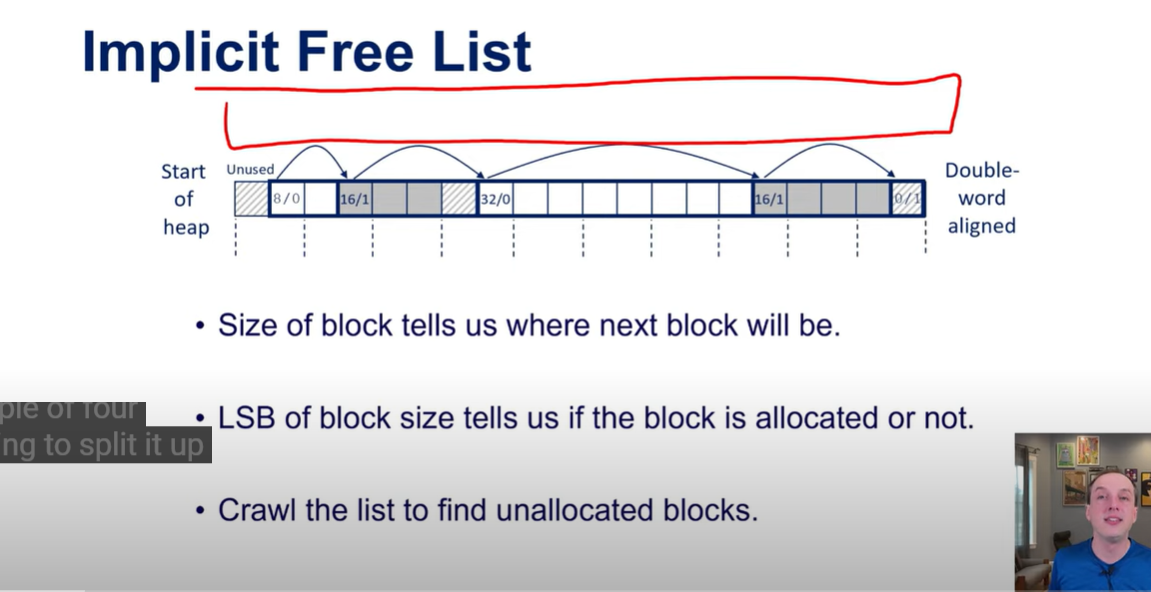 Implicit Free List
Start
of
heap
Unused
8/0
16/1
32/0
16/1
0/1
Double-
word
aligned
• Size of block tells us where next block will be.
ple of four
• LSB of block size tells us if the block is allocated or not.
ng to split it up
• Crawl the list to find unallocated blocks.